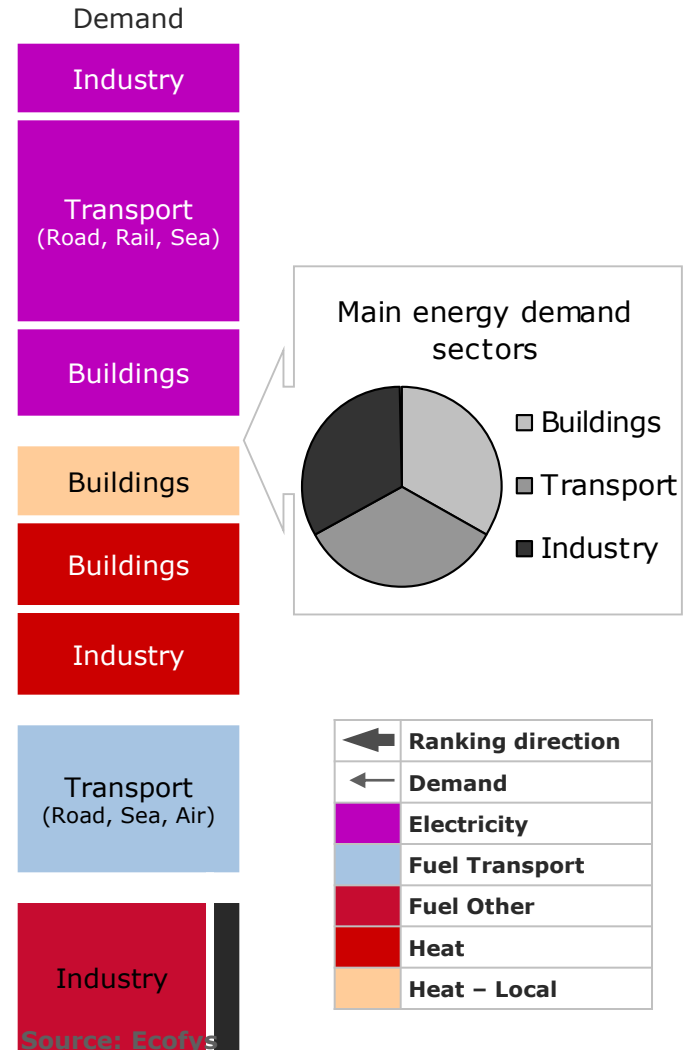 Demand
Industry
Transport
(Road, Rail, Sea)
Buildings
Buildings
Buildings
Industry
Transport
(Road, Sea, Air)
Industry
Source: Ecofys
Main energy demand
sectors
Buildings
Transport
Industry
Ranking direction
Demand
Electricity
Fuel Transport
Fuel Other
Heat
Heat – Local